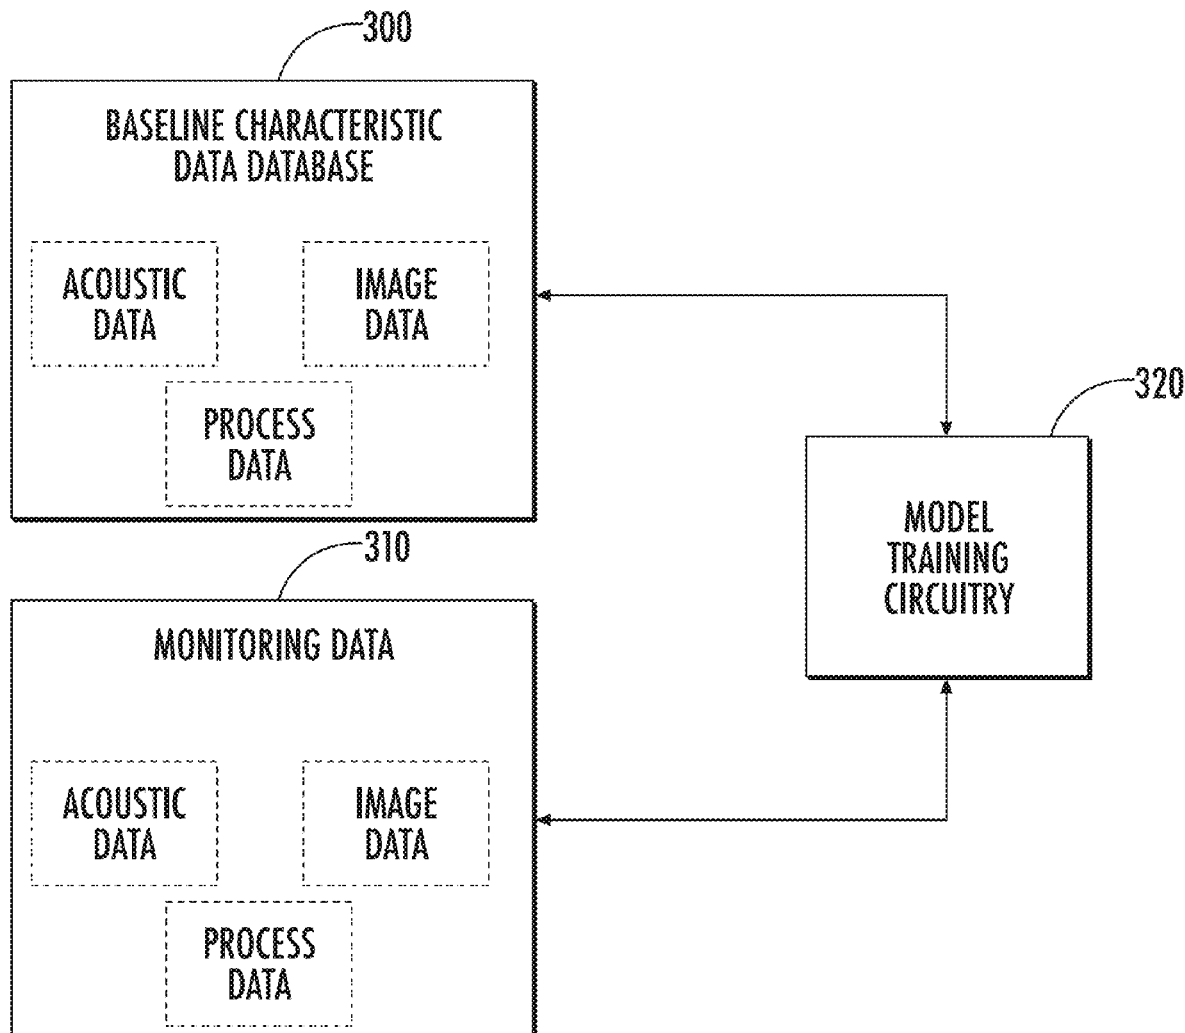 300
BASELINE CHARACTERISTIC
DATA DATABASE
ACOUSTIC
DATA
IMAGE
DATA
PROCESS
DATA
320
MODEL
TRAINING
CIRCUITRY
310
MONITORING DATA
ACOUSTIC
DATA
IMAGE
DATA
PROCESS
DATA